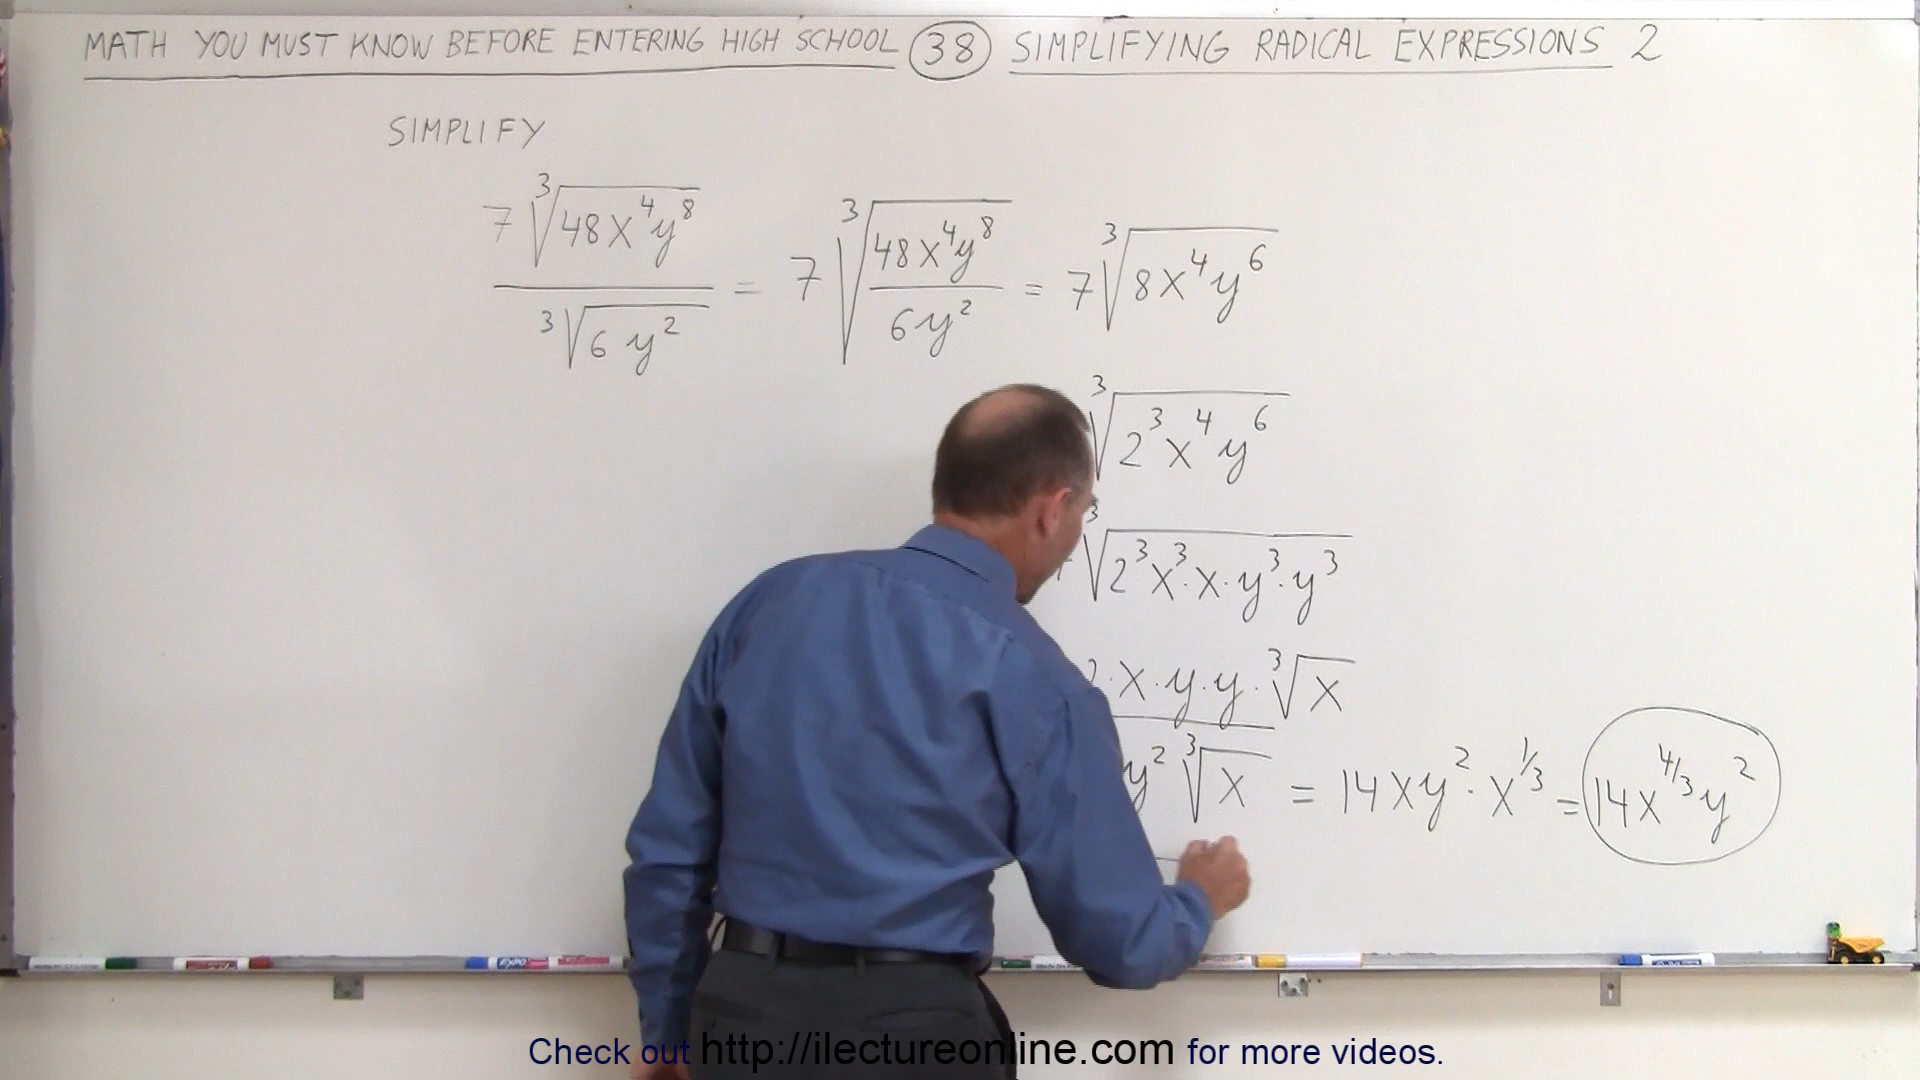 MATH YOU MUST KNOW BEFORE ENTERING HIGH SCHOOL 38 SIMPLIFYING RADICAL EXPRESSIONS 2
SIMPLIFY
7 ∛(48x⁴y⁸) / ∛(6y²) = 7 ∛(48x⁴y⁸ / 6y²) = 7 ∛(8x⁴y⁶)
∛(2³x⁴y⁶)
∛(2³x³·x·y³·y³)
·x·y·y·∛x
y² ∛x = 14xy²·x^(1/3) = 14x^(4/3)y²
EXPO
Check out http://ilectureonline.com for more videos.